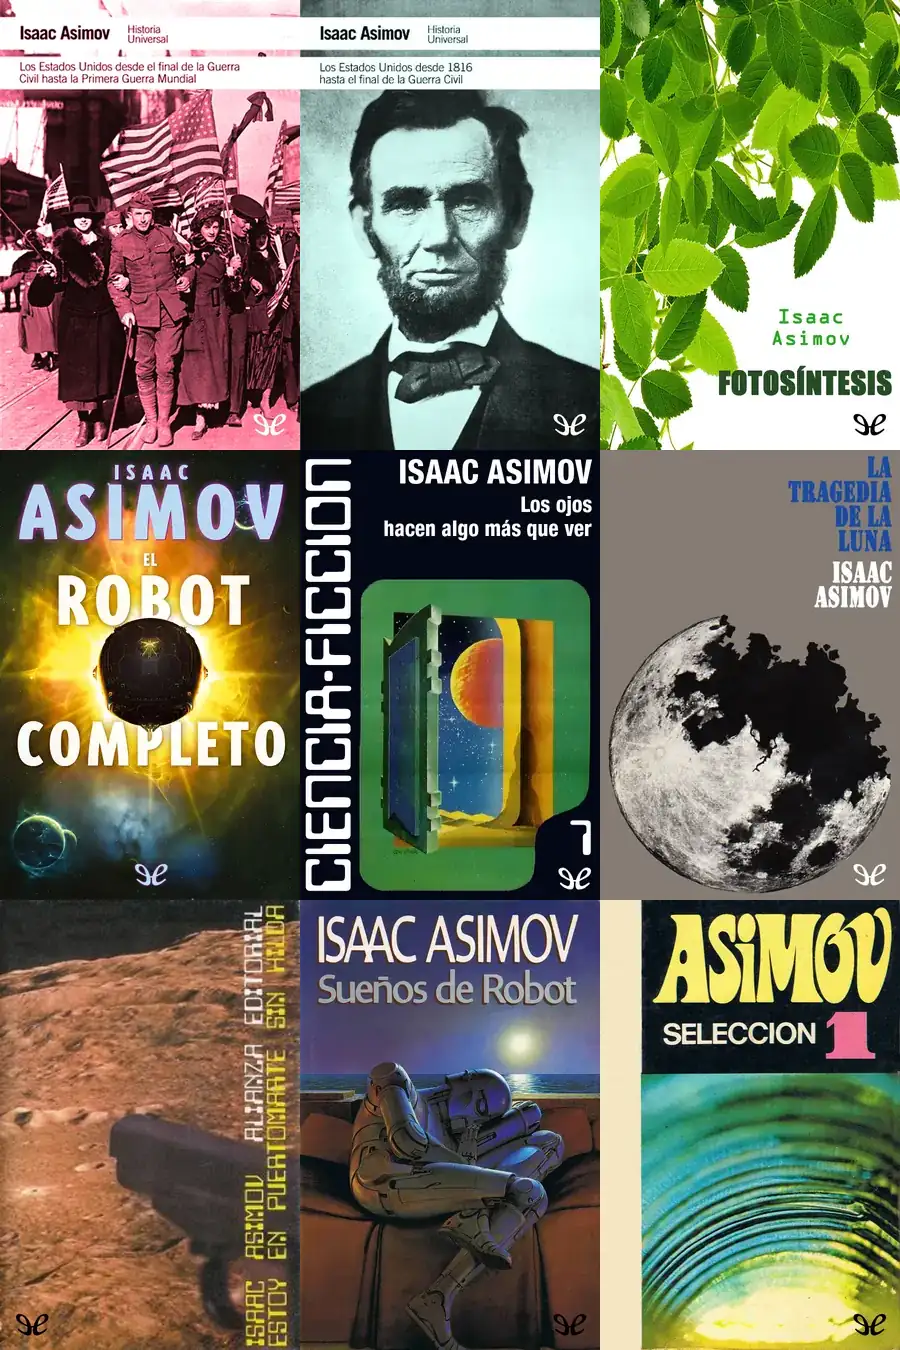 Isaac Asimov
Historia
Universal
Los Estados Unidos desde el final de la Guerra
Civil hasta la Primera Guerra Mundial
Isaac Asimov
Historia
Universal
Los Estados Unidos desde 1816
hasta el final de la Guerra Civil
Isaac
Asimov
FOTOSÍNTESIS
ISAAC
ASIMOV
EL
ROBOT
COMPLETO
CIENCIA-FICCION
ISAAC ASIMOV
Los ojos
hacen algo más que ver
7
LA
TRAGEDIA
DE LA
LUNA
ISAAC
ASIMOV
ISAAC ASIMOV ALIANZA EDITORIAL
ESTOY EN PUERTOMARTE SIN HILDA
ISAAC ASIMOV
Sueños de Robot
ASIMOV
SELECCION 1